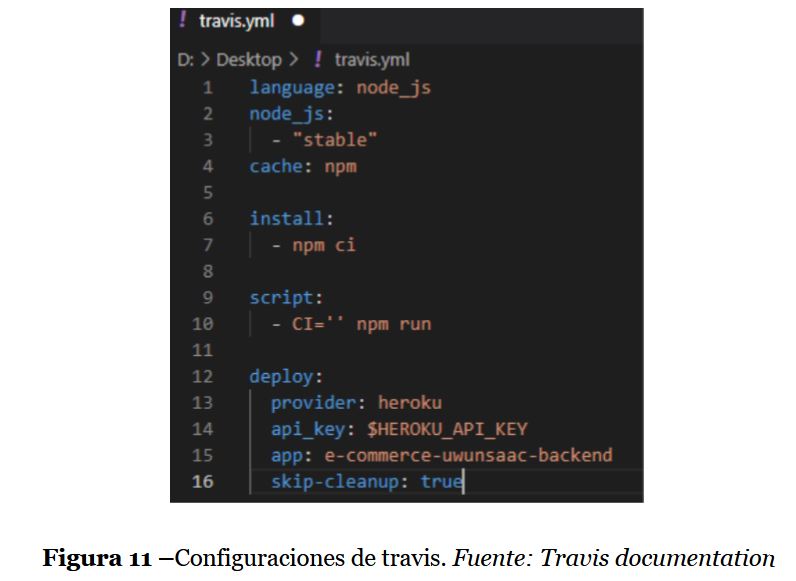 ! travis.yml ●
D: > Desktop > ! travis.yml
1 language: node_js
2 node_js:
3 - "stable"
4 cache: npm
5
6 install:
7 - npm ci
8
9 script:
10 - CI='' npm run
11
12 deploy:
13 provider: heroku
14 api_key: $HEROKU_API_KEY
15 app: e-commerce-uwunsaac-backend
16 skip-cleanup: true
Figura 11 –Configuraciones de travis. Fuente: Travis documentation